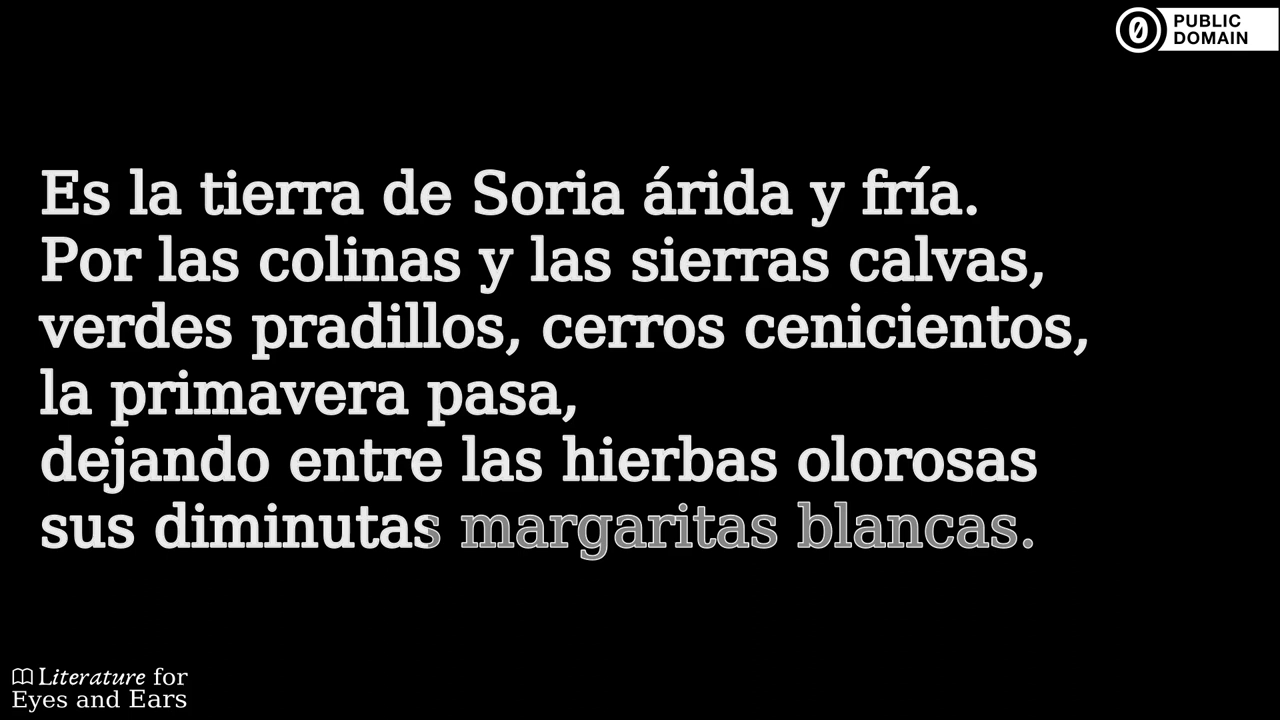 PUBLIC
DOMAIN
Es la tierra de Soria árida y fría.
Por las colinas y las sierras calvas,
verdes pradillos, cerros cenicientos,
la primavera pasa,
dejando entre las hierbas olorosas
sus diminutas margaritas blancas.
Literature for
Eyes and Ears